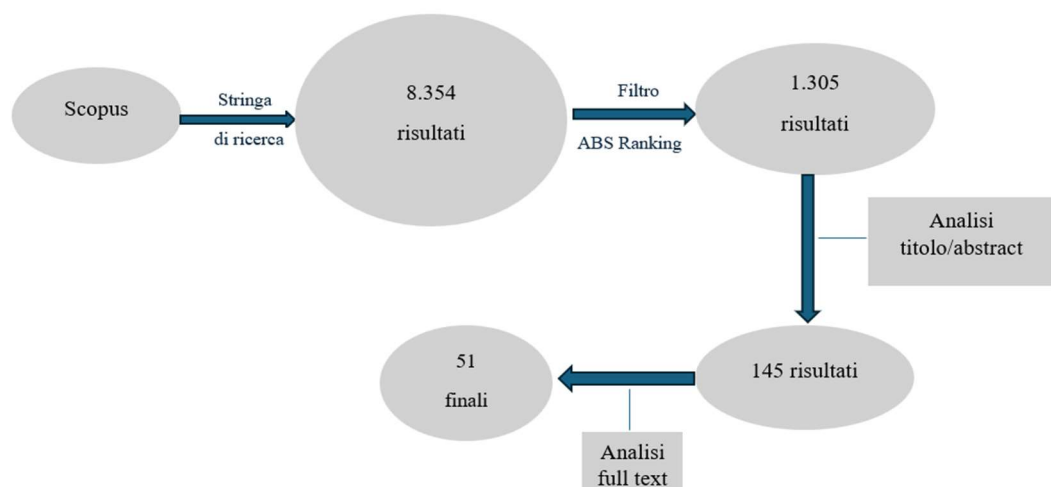 Scopus
Stringa
di ricerca
8.354
risultati
Filtro
ABS Ranking
1.305
risultati
Analisi
titolo/abstract
145 risultati
Analisi
full text
51
finali